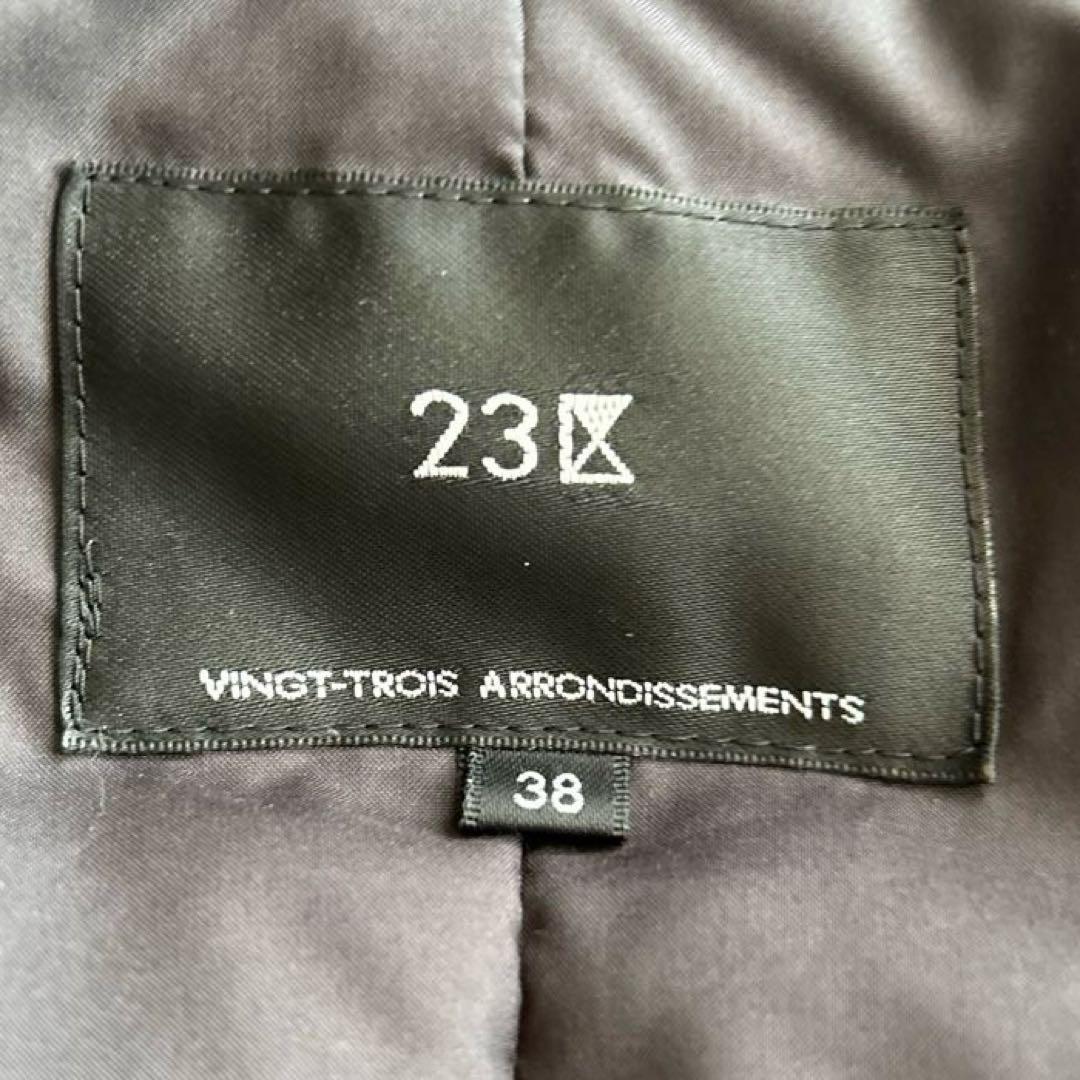 23区
VINGT-TROIS ARRONDISSEMENTS
38